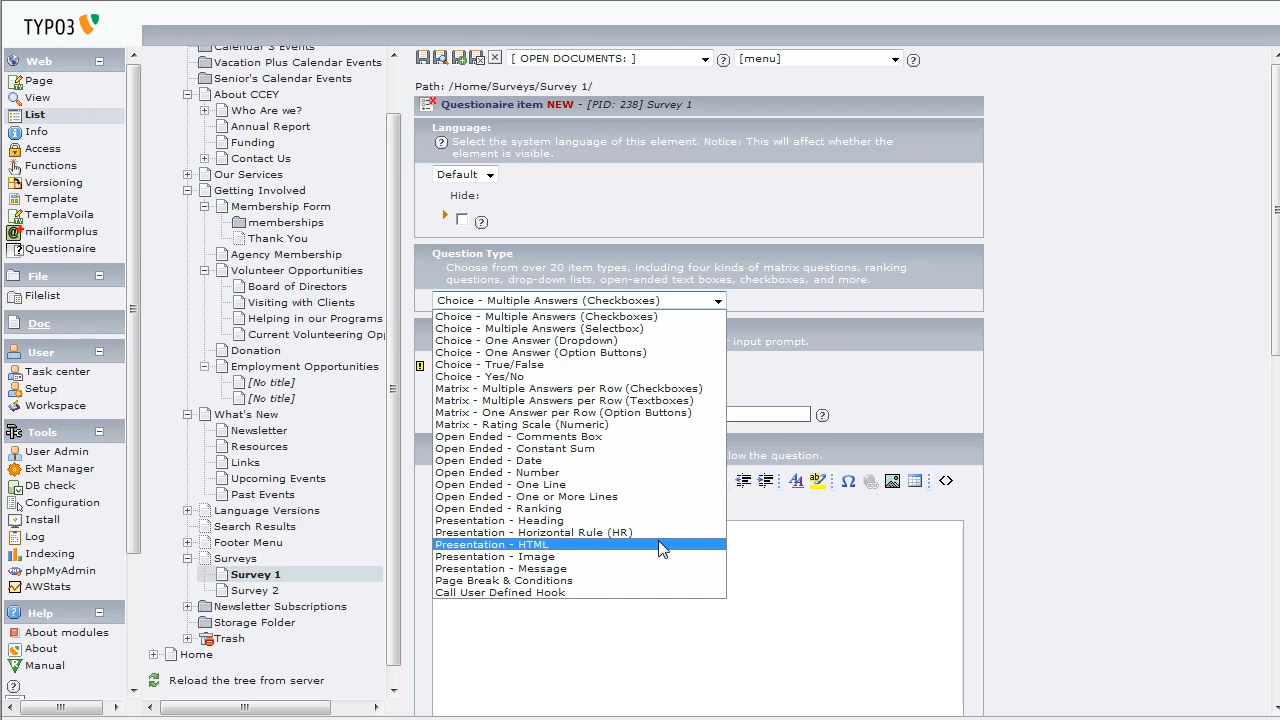 TYPO3
Web
Page
View
List
Info
Access
Functions
Versioning
Template
TemplaVoila
mailformplus
Questionaire
File
Filelist
Doc
User
Task center
Setup
Workspace
Tools
User Admin
Ext Manager
DB check
Configuration
Install
Log
Indexing
phpMyAdmin
AWStats
Help
About modules
About
Manual
Calendar 3 Events
Vacation Plus Calendar Events
Senior's Calendar Events
About CCEY
Who Are we?
Annual Report
Funding
Contact Us
Our Services
Getting Involved
Membership Form
memberships
Thank You
Agency Membership
Volunteer Opportunities
Board of Directors
Visiting with Clients
Helping in our Programs
Current Volunteering Opp
Donation
Employment Opportunities
[No title]
[No title]
What's New
Newsletter
Resources
Links
Upcoming Events
Past Events
Language Versions
Search Results
Footer Menu
Surveys
Survey 1
Survey 2
Newsletter Subscriptions
Storage Folder
Trash
Home
Reload the tree from server
[ OPEN DOCUMENTS: ] [menu]
Path: /Home/Surveys/Survey 1/
Questionaire item NEW - [PID: 238] Survey 1
Language:
Select the system language of this element. Notice: This will affect whether the
element is visible.
Default
Hide:
Question Type
Choose from over 20 item types, including four kinds of matrix questions, ranking
questions, drop-down lists, open-ended text boxes, checkboxes, and more.
Choice - Multiple Answers (Checkboxes)
Choice - Multiple Answers (Checkboxes)
Choice - Multiple Answers (Selectbox)
Choice - One Answer (Dropdown)
Choice - One Answer (Option Buttons)
Choice - True/False
Choice - Yes/No
Matrix - Multiple Answers per Row (Checkboxes)
Matrix - Multiple Answers per Row (Textboxes)
Matrix - One Answer per Row (Option Buttons)
Matrix - Rating Scale (Numeric)
Open Ended - Comments Box
Open Ended - Constant Sum
Open Ended - Date
Open Ended - Number
Open Ended - One Line
Open Ended - One or More Lines
Open Ended - Ranking
Presentation - Heading
Presentation - Horizontal Rule (HR)
Presentation - HTML
Presentation - Image
Presentation - Message
Page Break & Conditions
Call User Defined Hook
r input prompt.
low the question.